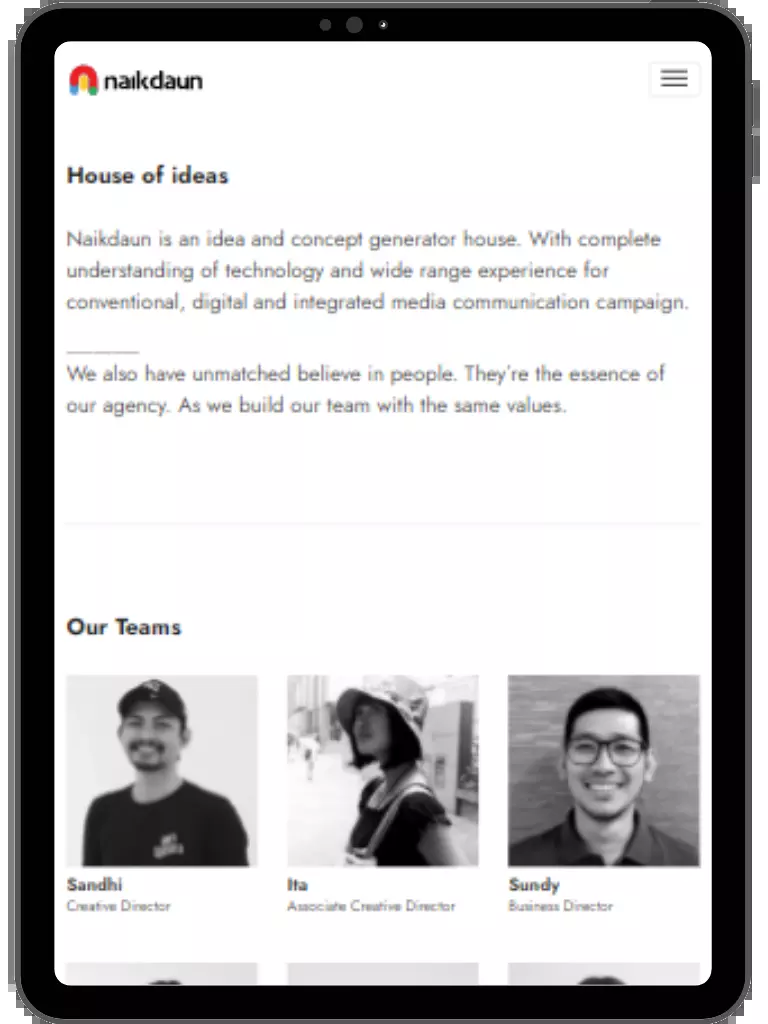 naikdaun
House of ideas
Naikdaun is an idea and concept generator house. With complete
understanding of technology and wide range experience for
conventional, digital and integrated media communication campaign.
We also have unmatched believe in people. They're the essence of
our agency. As we build our team with the same values.
Our Teams
Sandhi
Ita
Sundy
Creative Director
Associate Creative Director
Business Director